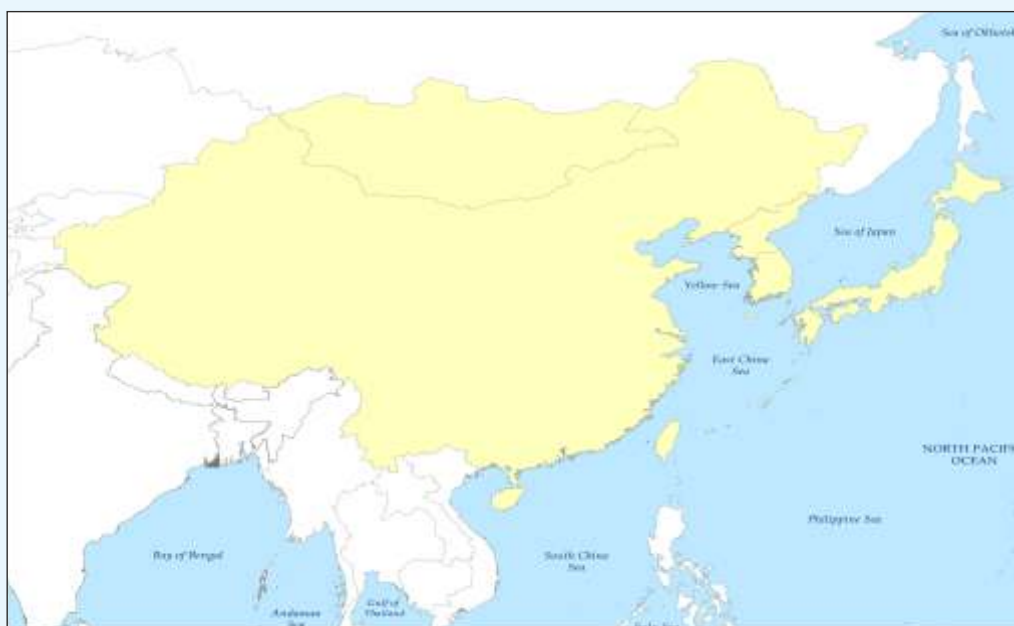 Sea of Okhotsk
Sea of Japan
Yellow Sea
East China
Sea
NORTH PACIFIC
OCEAN
Philippine Sea
Bay of Bengal
South China
Sea
Gulf of
Thailand
Andaman
Sea